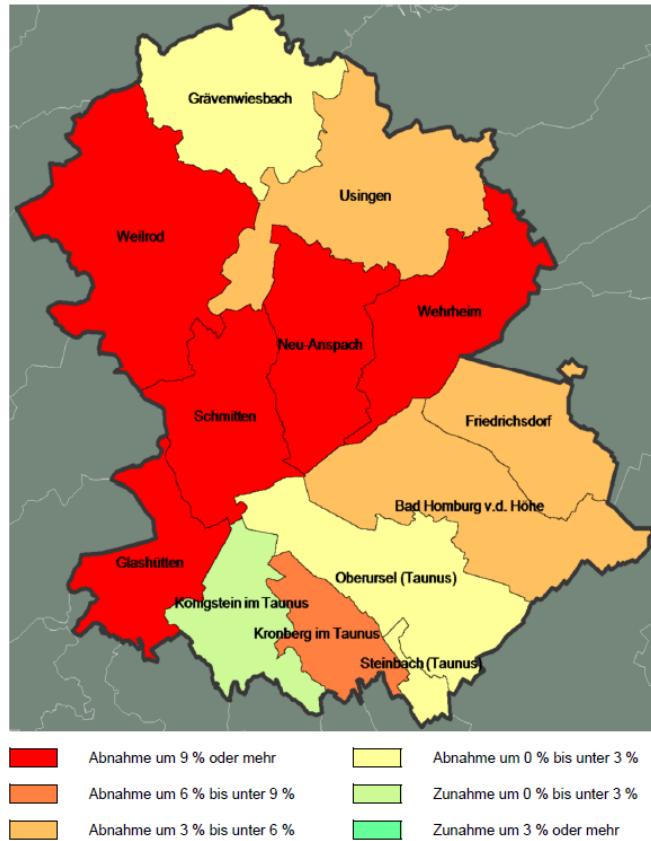 Grävenwiesbach
Usingen
Weilrod
Wehrheim
Neu-Anspach
Schmitten
Friedrichsdorf
Bad Homburg v.d. Höhe
Glashütten
Oberursel (Taunus)
Königstein im Taunus
Kronberg im Taunus
Steinbach (Taunus)
Abnahme um 9 % oder mehr
Abnahme um 0 % bis unter 3 %
Abnahme um 6 % bis unter 9 %
Zunahme um 0 % bis unter 3 %
Abnahme um 3 % bis unter 6 %
Zunahme um 3 % oder mehr